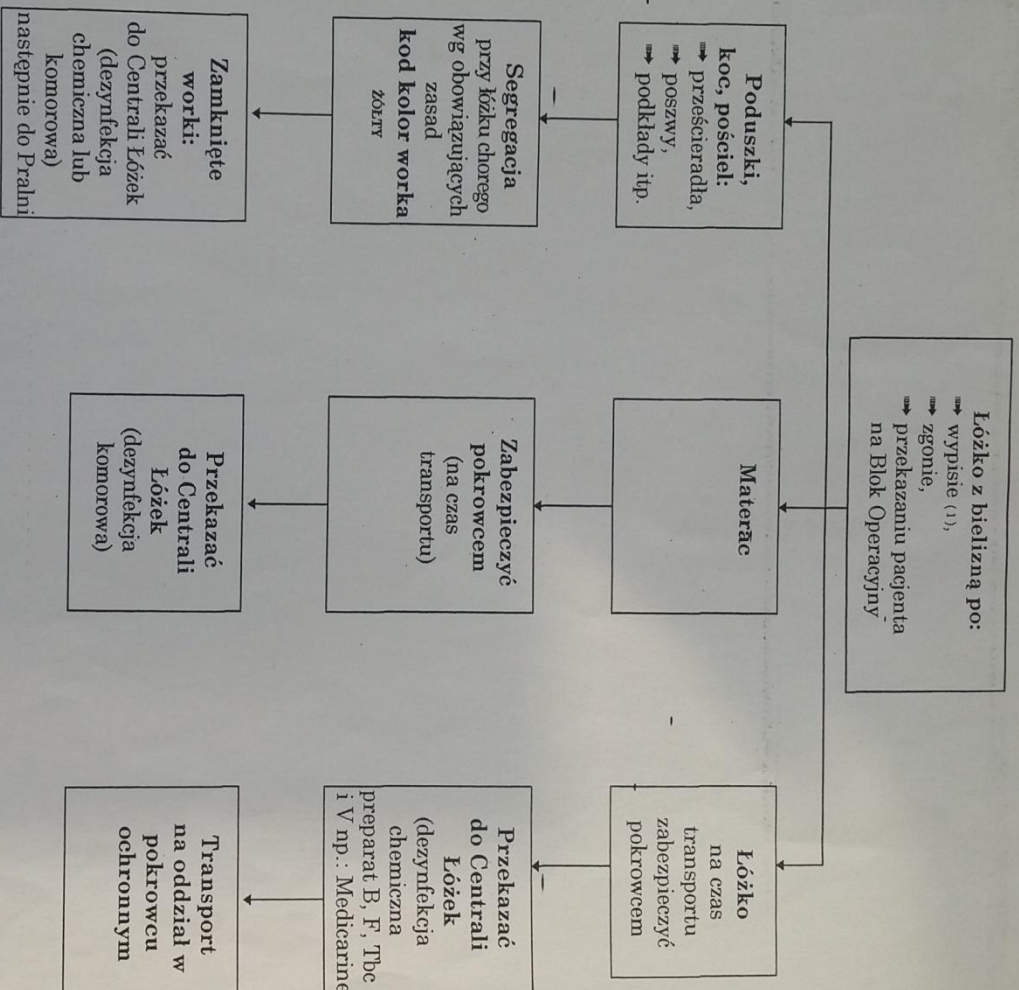 Łóżko z bielizną po:
➠ wypisie (1),
➠ zgonie,
➠ przekazaniu pacjenta
na Blok Operacyjny
Poduszki,
koc, pościel:
➠ prześcieradła,
➠ poszwy,
➠ podkłady itp.
Materac
Łóżko
na czas
transportu
zabezpieczyć
pokrowcem
Segregacja
przy łóżku chorego
wg obowiązujących
zasad
kod kolor worka
ŻÓŁTY
Zabezpieczyć
pokrowcem
(na czas
transportu)
Przekazać
do Centrali
Łóżek
(dezynfekcja
chemiczna
preparat B, F, Tbc
i V np.: Medicarine
Zamknięte
worki:
przekazać
do Centrali Łóżek
(dezynfekcja
chemiczna lub
komorowa)
następnie do Pralni
Przekazać
do Centrali
Łóżek
(dezynfekcja
komorowa)
Transport
na oddział w
pokrowcu
ochronnym